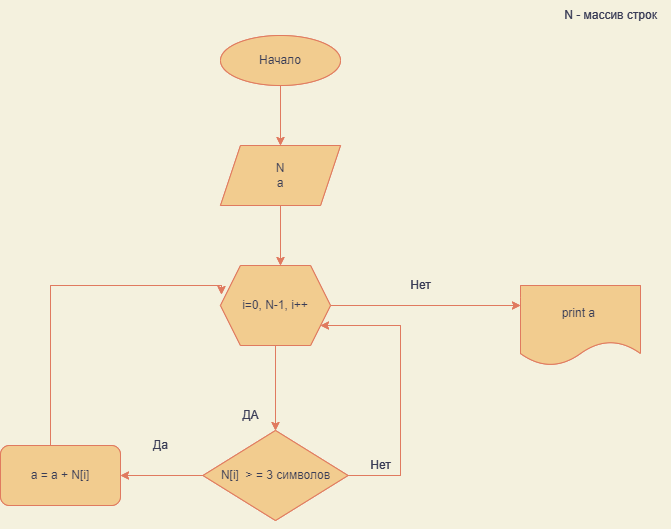 N - массив строк
Начало
N
a
i=0, N-1, i++
Нет
print a
ДА
Да
N[i] > = 3 символов
Нет
a = a + N[i]